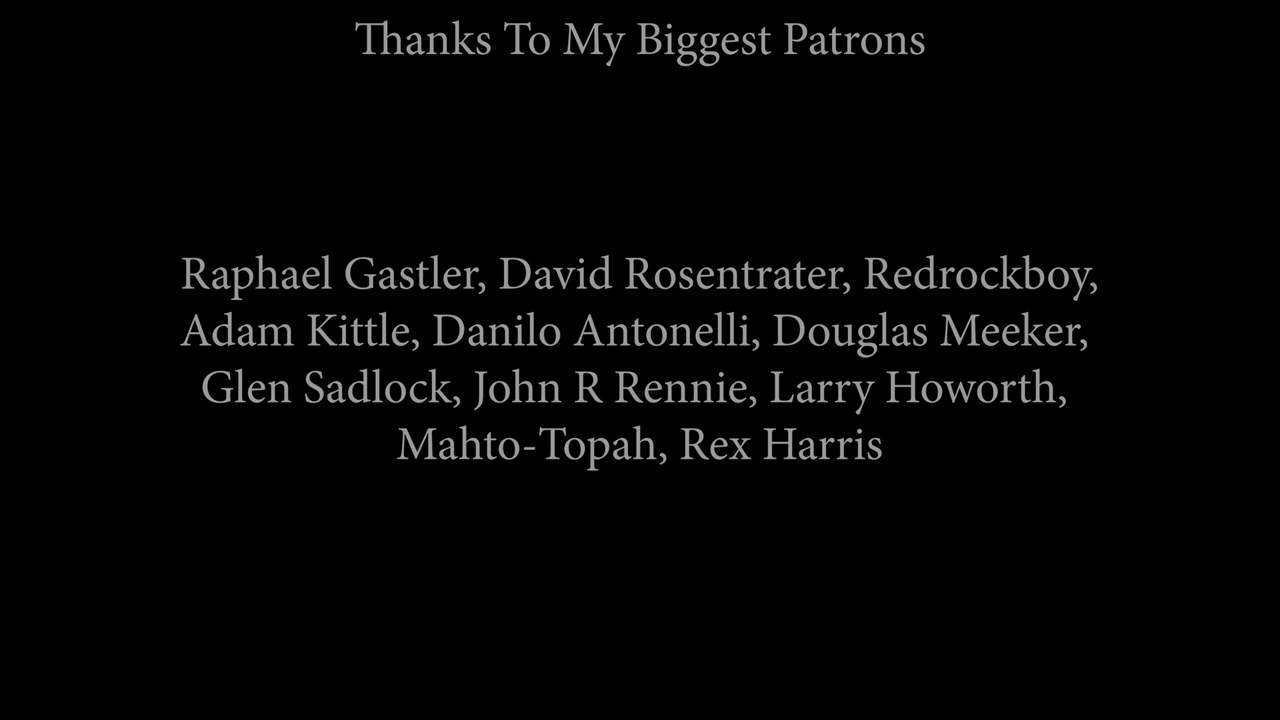 Thanks To My Biggest Patrons
Raphael Gastler, David Rosentrater, Redrockboy,
Adam Kittle, Danilo Antonelli, Douglas Meeker,
Glen Sadlock, John R Rennie, Larry Howorth,
Mahto-Topah, Rex Harris